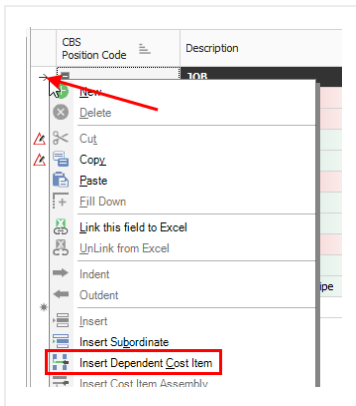 CBS
Position Code
Description
JOB
New
Delete
Cut
Copy
Paste
Fill Down
Link this field to Excel
UnLink from Excel
Indent
Outdent
ipe
Insert
Insert Subordinate
Insert Dependent Cost Item
Insert Cost Item Assembly